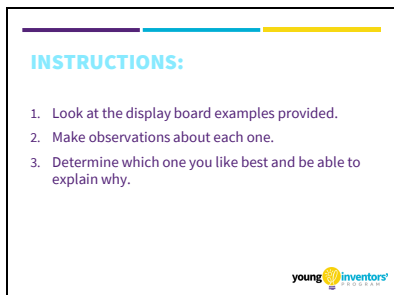 INSTRUCTIONS:
1. Look at the display board examples provided.
2. Make observations about each one.
3. Determine which one you like best and be able to
explain why.
young inventors'
PROGRAM